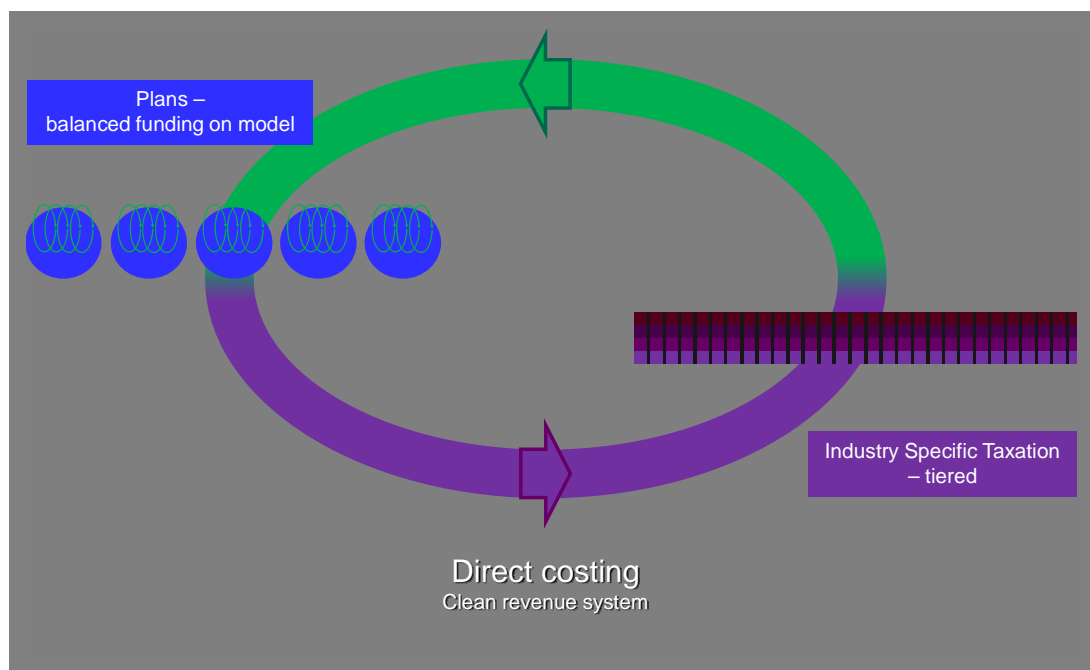 Plans –
balanced funding on model
Industry Specific Taxation
– tiered
Direct costing
Clean revenue system